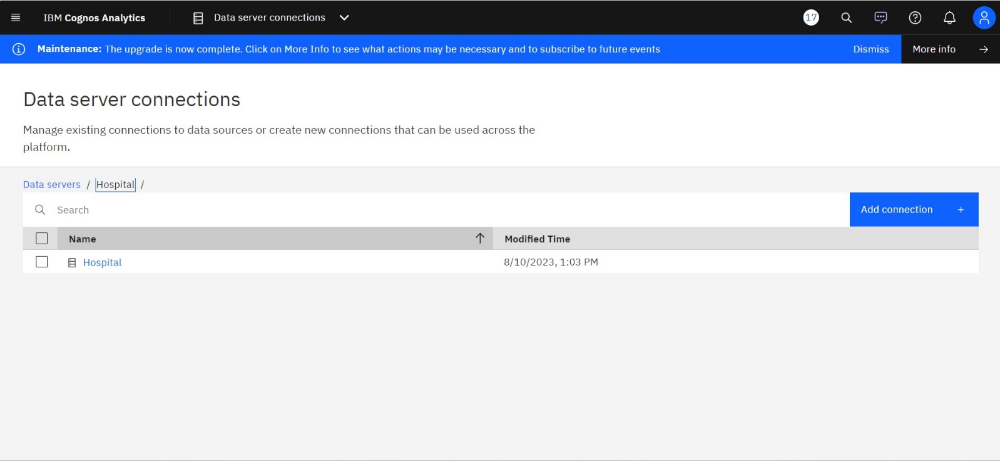 IBM Cognos Analytics Data server connections 17
Maintenance: The upgrade is now complete. Click on More Info to see what actions may be necessary and to subscribe to future events Dismiss More info →
Data server connections
Manage existing connections to data sources or create new connections that can be used across the
platform.
Data servers / Hospital /
Search Add connection +
Name ↑ Modified Time
Hospital 8/10/2023, 1:03 PM